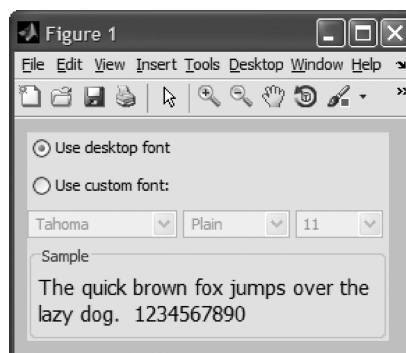 Figure 1
File Edit View Insert Tools Desktop Window Help
Use desktop font
Use custom font:
Tahoma Plain 11
Sample
The quick brown fox jumps over the
lazy dog. 1234567890